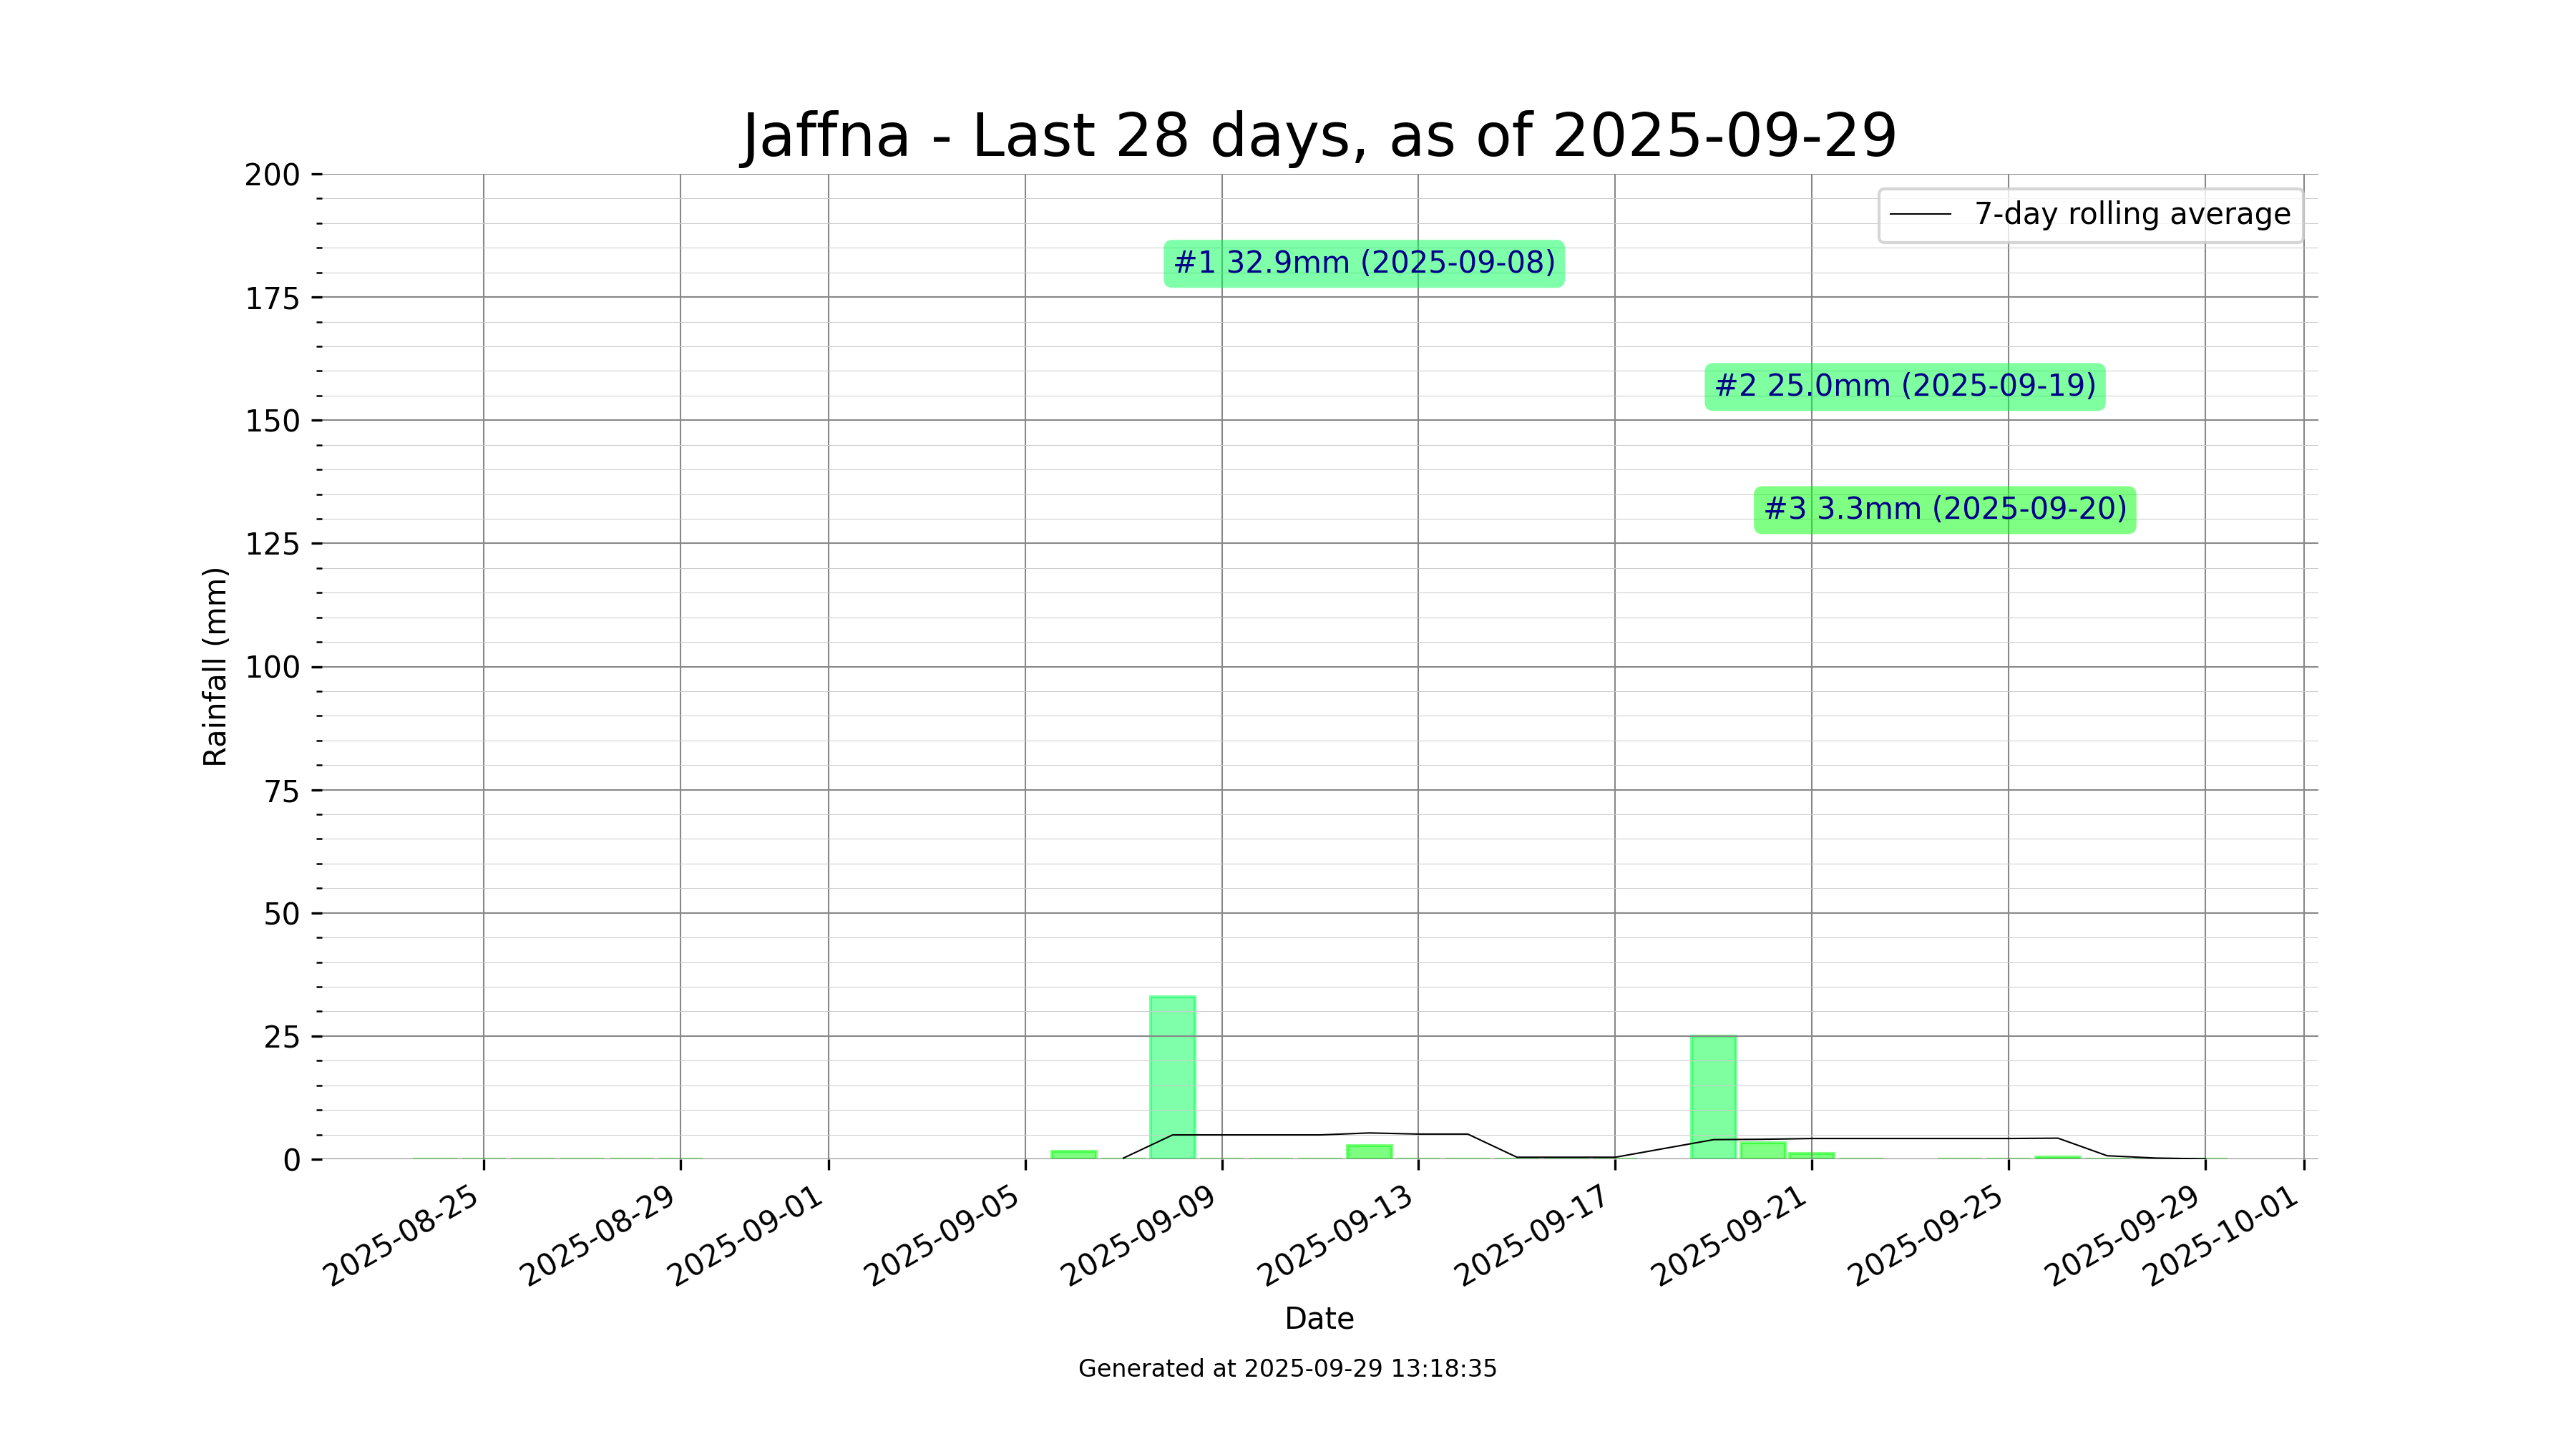 Jaffna - Last 28 days, as of 2025-09-29
7-day rolling average
#1 32.9mm (2025-09-08)
#2 25.0mm (2025-09-19)
#3 3.3mm (2025-09-20)
200
175
150
125
100
75
50
25
0
Rainfall (mm)
2025-08-25
2025-08-29
2025-09-01
2025-09-05
2025-09-09
2025-09-13
2025-09-17
2025-09-21
2025-09-25
2025-09-29
2025-10-01
Date
Generated at 2025-09-29 13:18:35